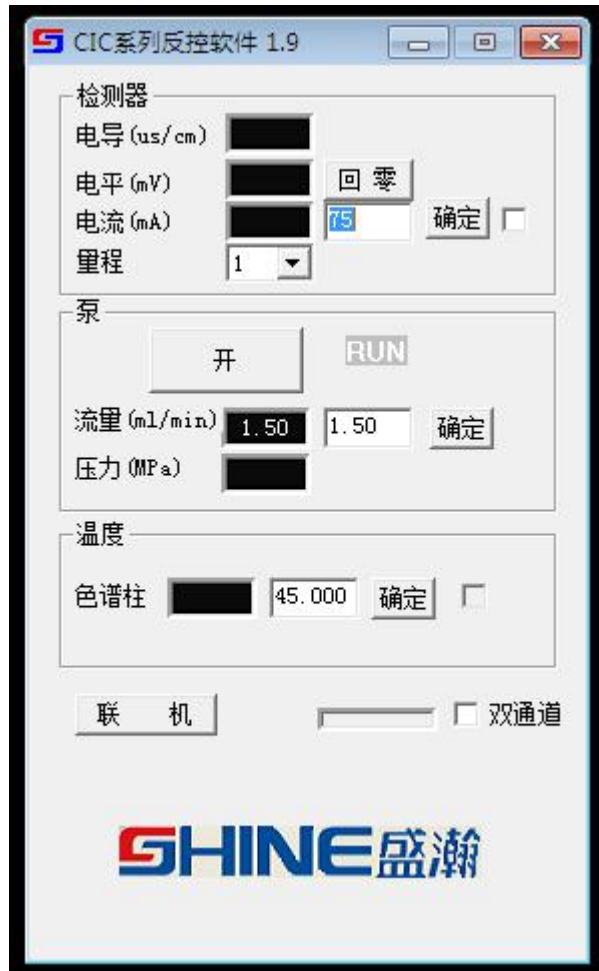 CIC系列反控软件 1.9
检测器
电导(us/cm)
电平(mV) 回 零
电流(mA) 75 确定
量程 1
泵
开 RUN
流量(ml/min) 1.50 1.50 确定
压力(MPa)
温度
色谱柱 45.000 确定
联 机 双通道
SHINE盛瀚